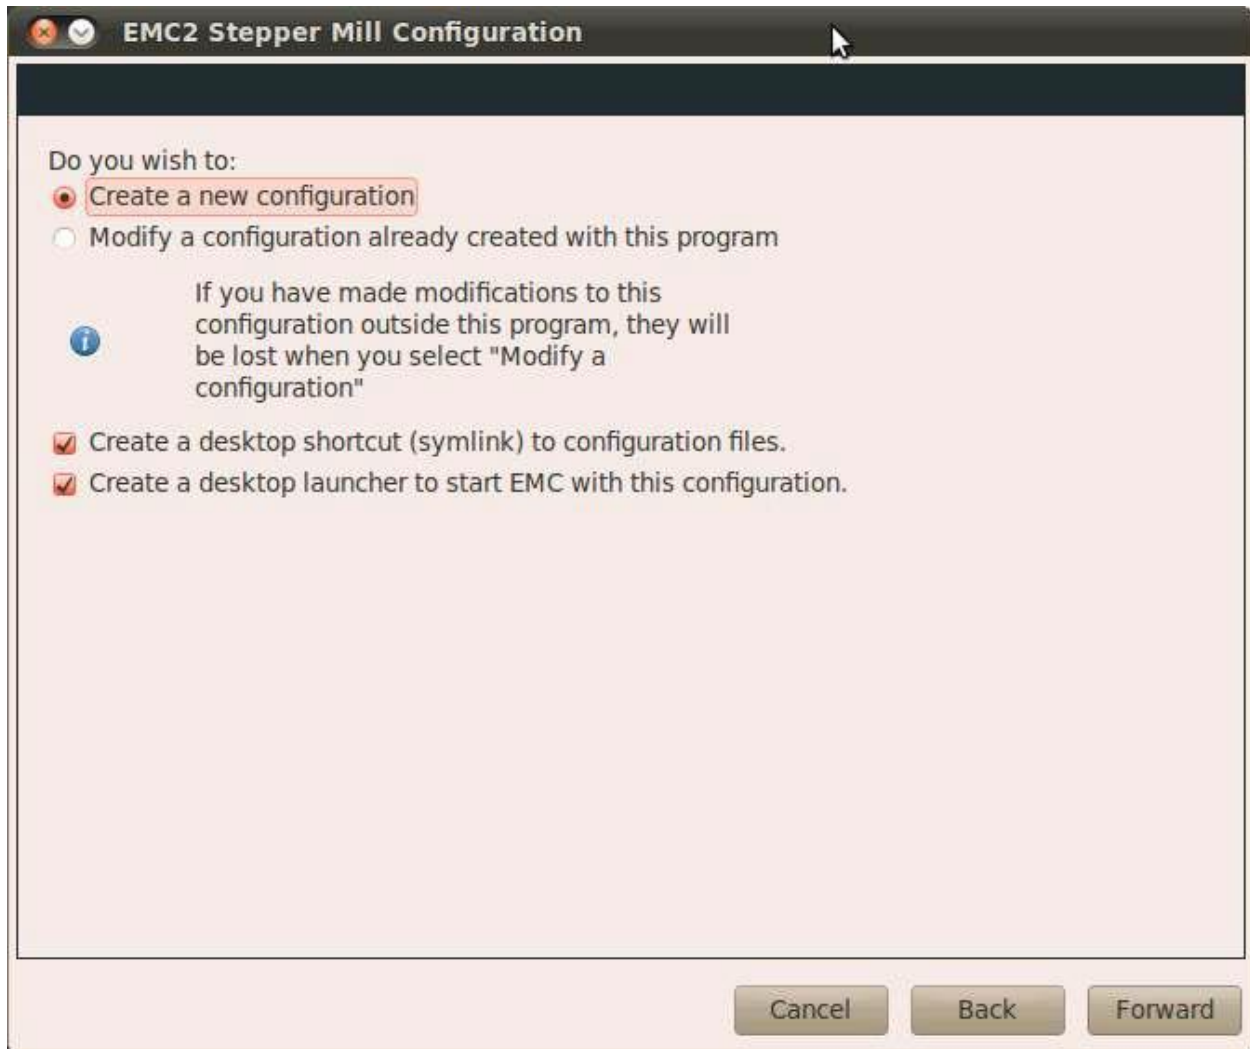 EMC2 Stepper Mill Configuration
Do you wish to:
Create a new configuration
Modify a configuration already created with this program
If you have made modifications to this
configuration outside this program, they will
be lost when you select "Modify a
configuration"
Create a desktop shortcut (symlink) to configuration files.
Create a desktop launcher to start EMC with this configuration.
Cancel
Back
Forward